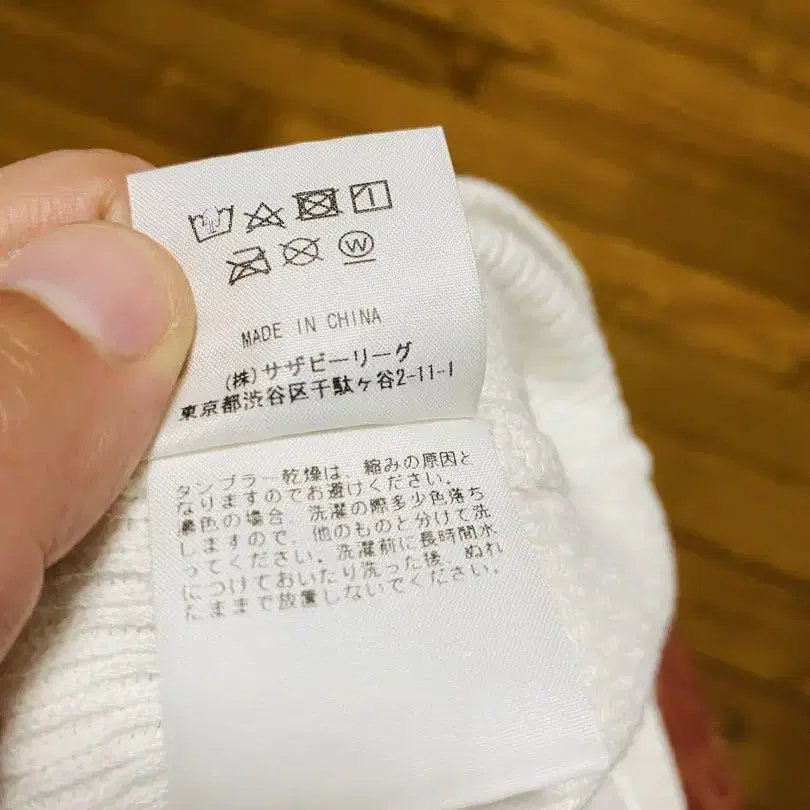 W
MADE IN CHINA
(株)サザビーリーグ
東京都渋谷区千駄ヶ谷2-11-1
タンブラー乾燥は、縮みの原因と
なりますのでお避けください。
濃色の場合、洗濯の際多少色落ち
しますので、他のものと分けて洗
ってください。洗濯前に長時間水
につけておいたり洗った後、ぬれ
たままで放置しないでください。